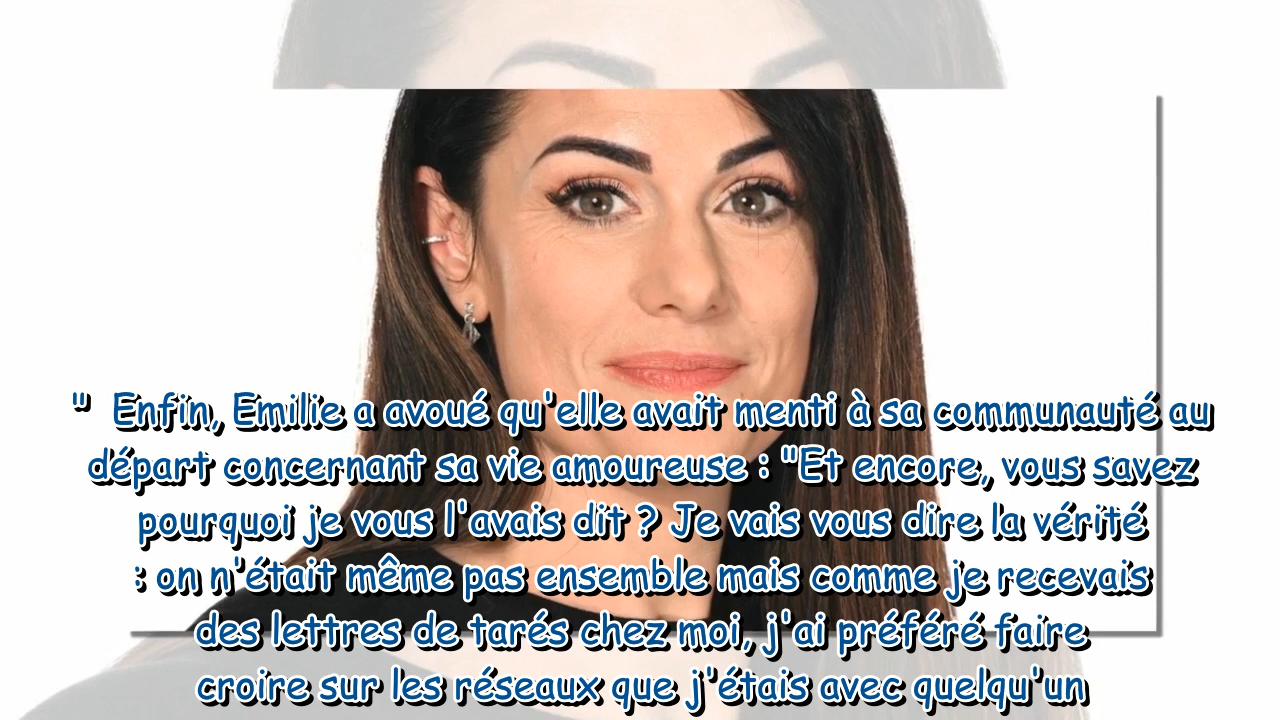 "  Enfin, Emilie a avoué qu'elle avait menti à sa communauté au
départ concernant sa vie amoureuse : "Et encore, vous savez
pourquoi je vous l'avais dit ? Je vais vous dire la vérité
: on n'était même pas ensemble mais comme je recevais
des lettres de tarés chez moi, j'ai préféré faire
croire sur les réseaux que j'étais avec quelqu'un